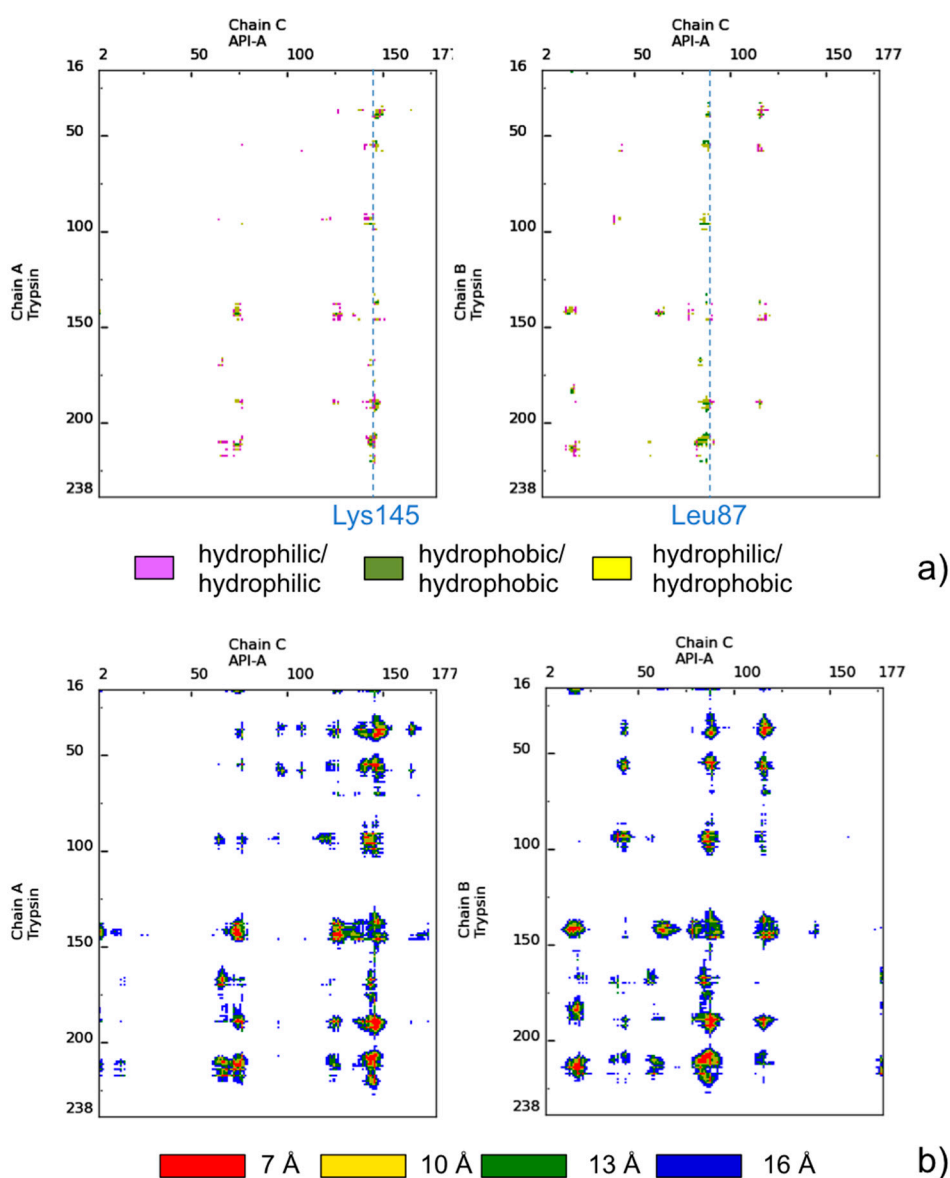 Chain C
API-A
2 50 100 150 177
16
50
100
150
200
238
Chain A
Trypsin
Lys145
Chain C
API-A
2 50 100 150 177
16
50
100
150
200
238
Chain B
Trypsin
Leu87
hydrophilic/
hydrophilic
hydrophobic/
hydrophobic
hydrophilic/
hydrophobic
a)
Chain C
API-A
2 50 100 150 177
16
50
100
150
200
238
Chain A
Trypsin
Chain C
API-A
2 50 100 150 177
16
50
100
150
200
238
Chain B
Trypsin
7 Å 10 Å 13 Å 16 Å
b)